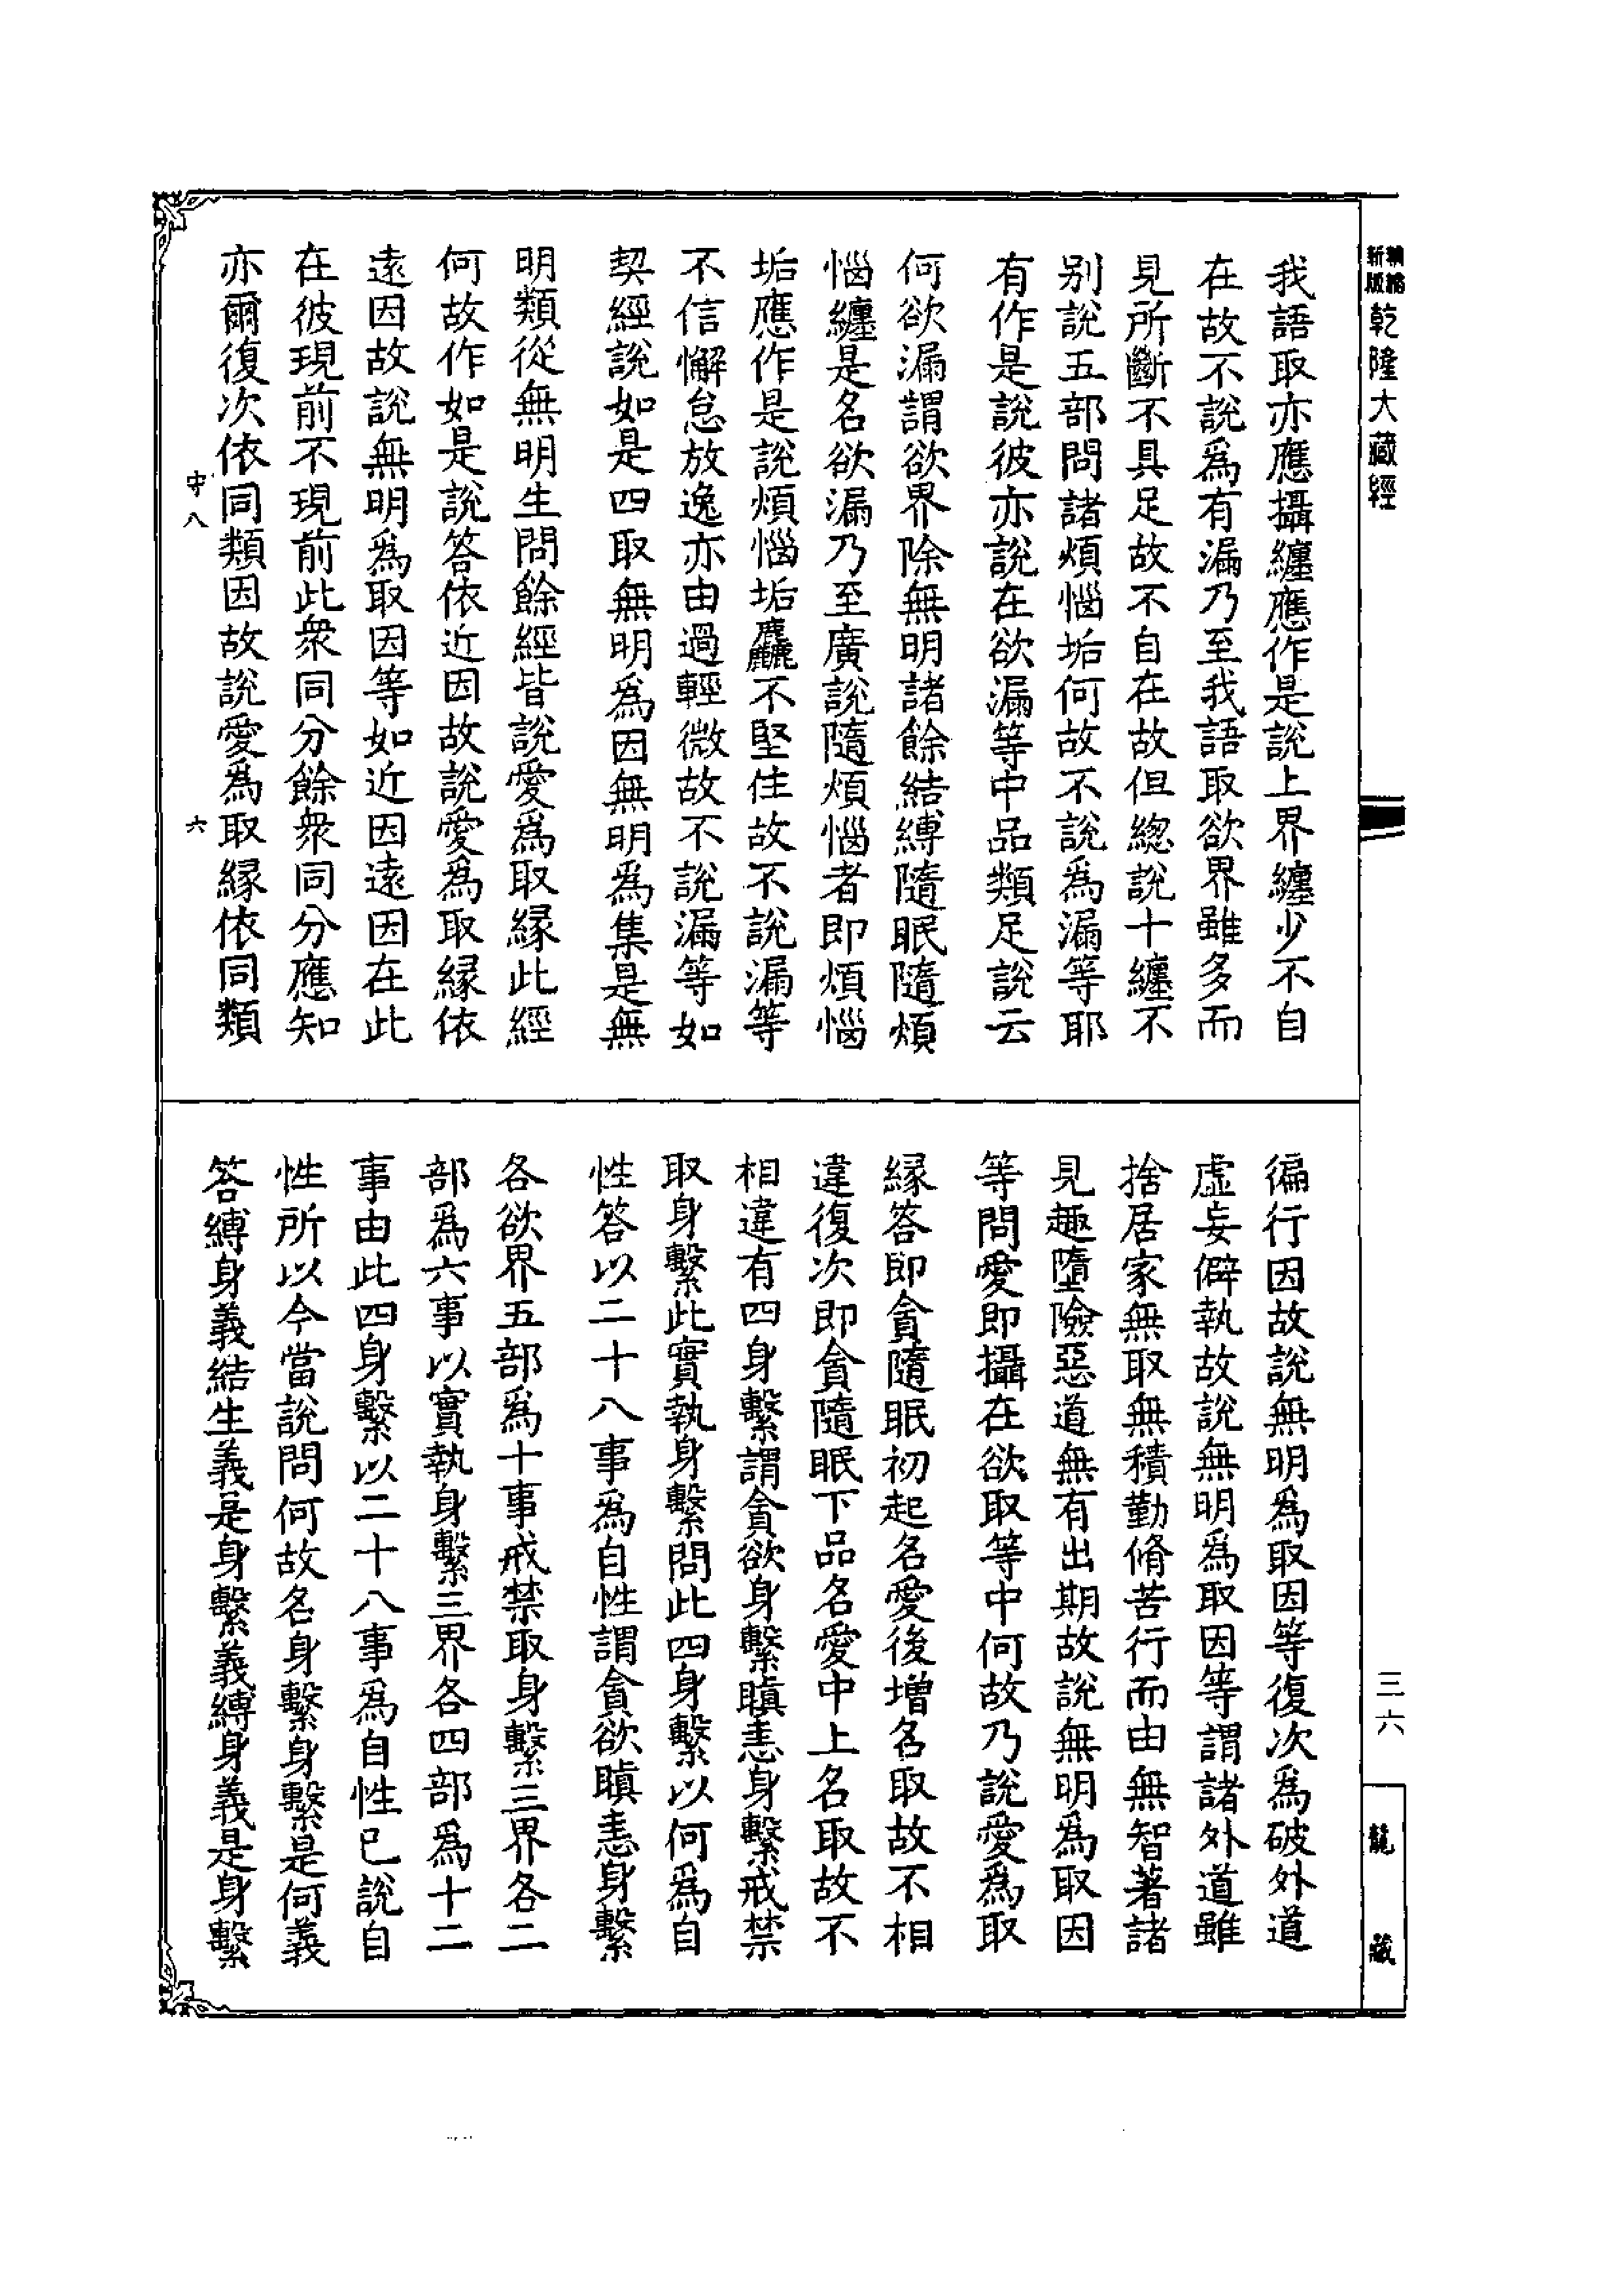 新編縮版
乾隆大藏經
我語取亦應攝纏應作是說上界纏少不自
在故不說爲有漏乃至我語取欲界雖多而
見所斷不具足故不自在故但總說十纏不
别說五部問諸煩惱垢何故不說爲漏等耶
有作是說彼亦說在欲漏等中品類足說云
何欲漏謂欲界除無明諸餘結縛隨眠隨煩
惱纏是名欲漏乃至廣說隨煩惱者即煩惱
垢應作是說煩惱垢麤不堅住故不說漏等
不信懈怠放逸亦由過輕微故不說漏等如
契經說如是四取無明爲因無明爲集是無
明類從無明生問餘經皆說愛爲取緣此經
何故作如是說答依近因故說愛爲取緣依
遠因故說無明爲取因等如近因遠因在此
在彼現前不現前此衆同分餘衆同分應知
亦爾復次依同類因故說愛爲取緣依同類
守八
六
徧行因故說無明爲取因等復次爲破外道
虛妄僻執故說無明爲取因等謂諸外道雖
捨居家無取無積勤脩苦行而由無智著諸
見趣墮險惡道無有出期故說無明爲取因
等問愛即攝在欲取等中何故乃說愛爲取
緣答即貪隨眠初起名愛後增名取故不相
違復次即貪隨眠下品名愛中上名取故不
相違有四身繫謂貪欲身繫瞋恚身繫戒禁
取身繫此實執身繫問此四身繫以何爲自
性答以二十八事爲自性謂貪欲瞋恚身繫
各欲界五部爲十事戒禁取身繫三界各二
部爲六事以實執身繫三界各四部爲十二
事由此四身繫以二十八事爲自性已說自
性所以今當說問何故名身繫身繫是何義
答縛身義結生義是身繫義縛身義是身繫
三六
龍藏